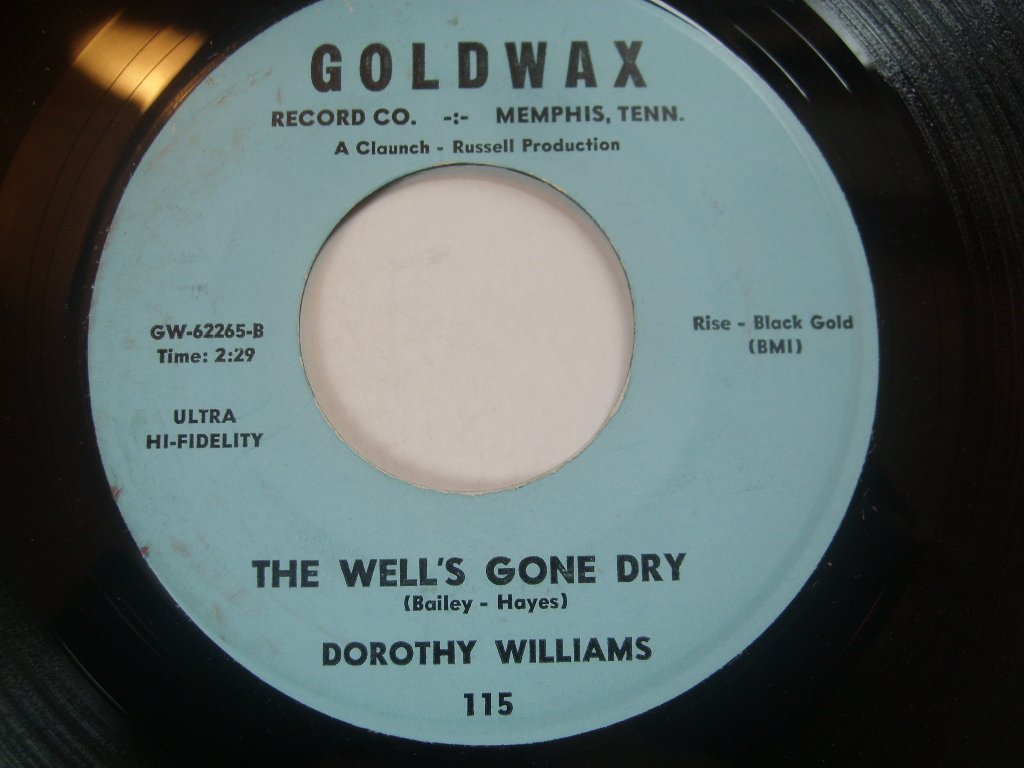 GOLDWAX
RECORD CO. -:- MEMPHIS, TENN.
A Claunch - Russell Production
GW-62265-B
Time: 2:29
Rise - Black Gold
(BMI)
ULTRA
HI-FIDELITY
THE WELL'S GONE DRY
(Bailey - Hayes)
DOROTHY WILLIAMS
115